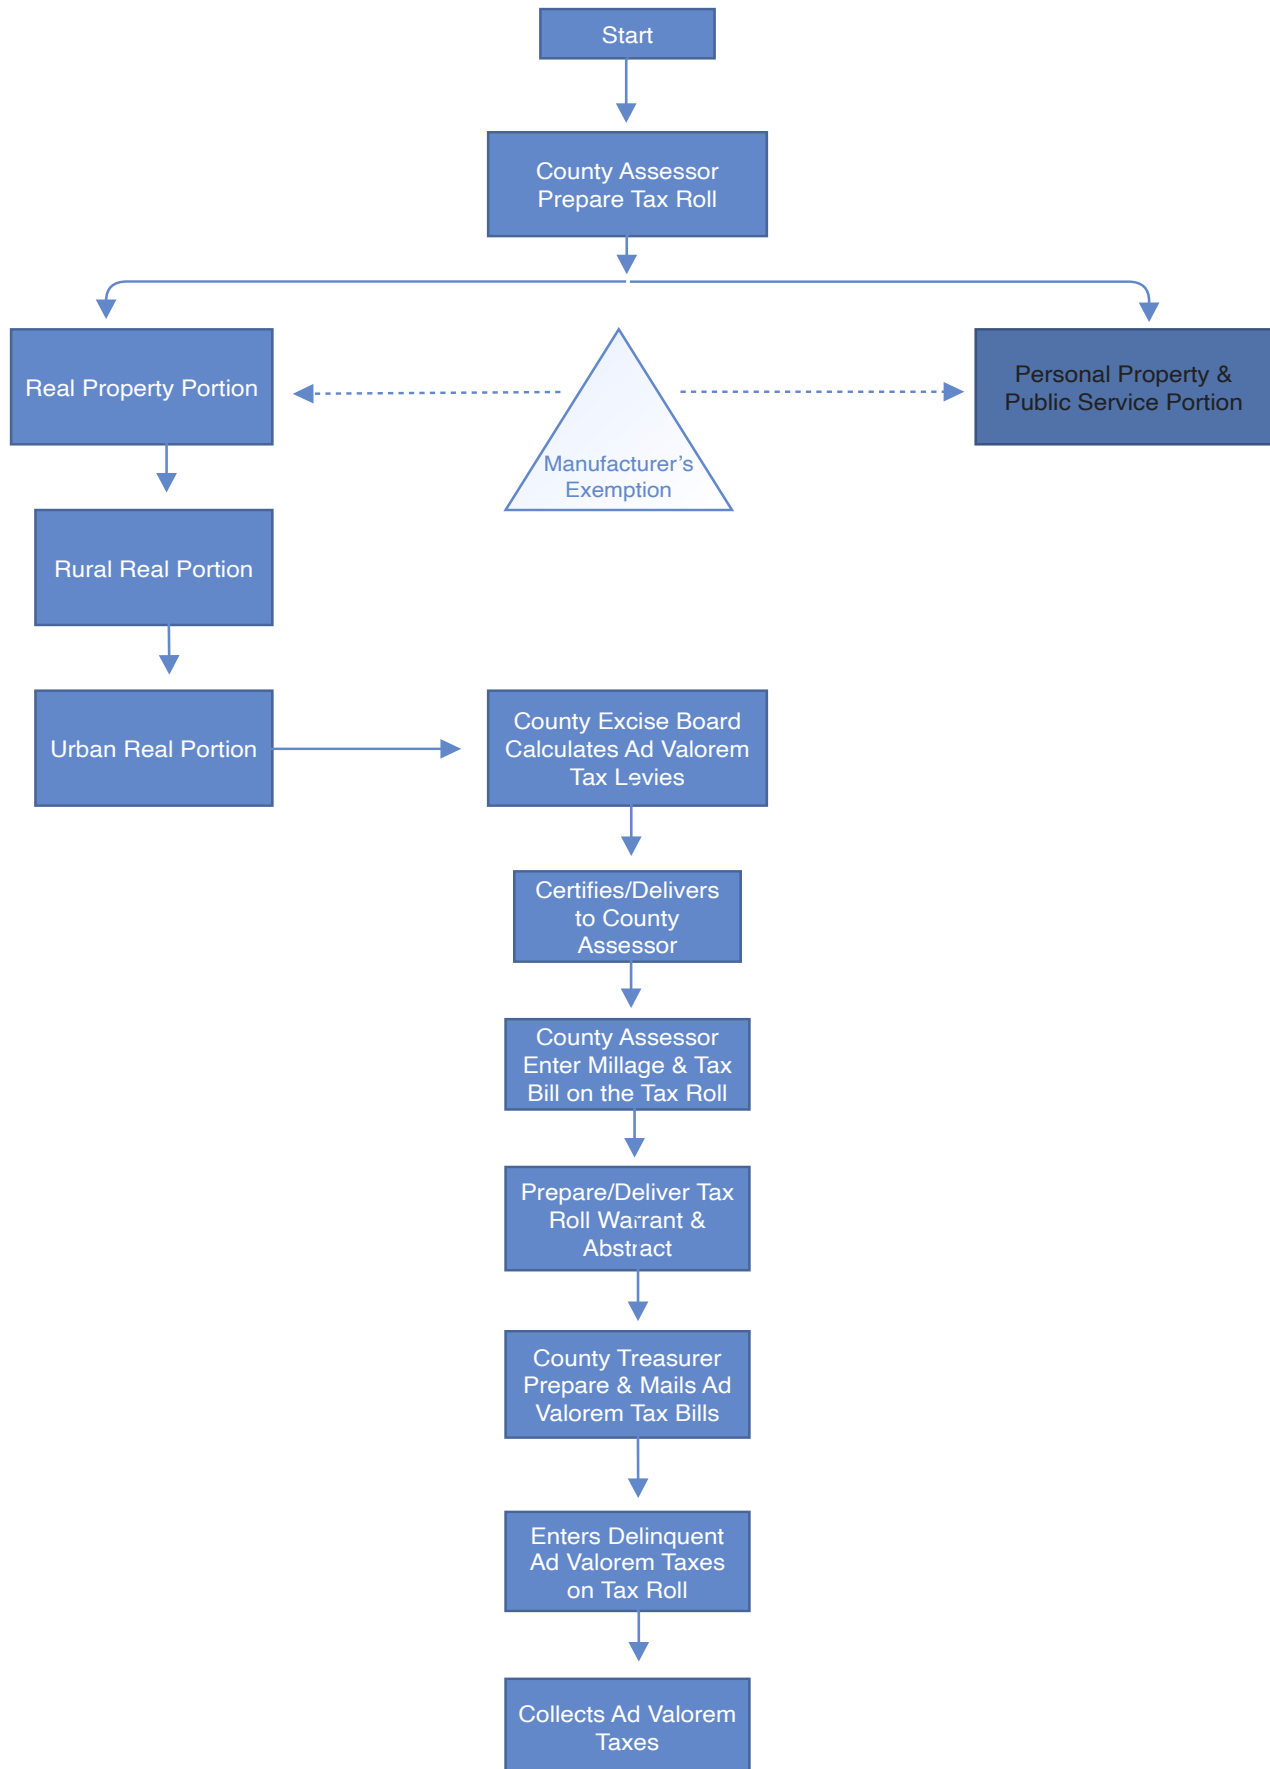 Start
County Assessor
Prepare Tax Roll
Real Property Portion
Manufacturer’s
Exemption
Personal Property &
Public Service Portion
Rural Real Portion
Urban Real Portion
County Excise Board
Calculates Ad Valorem
Tax Levies
Certifies/Delivers
to County
Assessor
County Assessor
Enter Millage & Tax
Bill on the Tax Roll
Prepare/Deliver Tax
Roll Warrant &
Abstract
County Treasurer
Prepare & Mails Ad
Valorem Tax Bills
Enters Delinquent
Ad Valorem Taxes
on Tax Roll
Collects Ad Valorem
Taxes